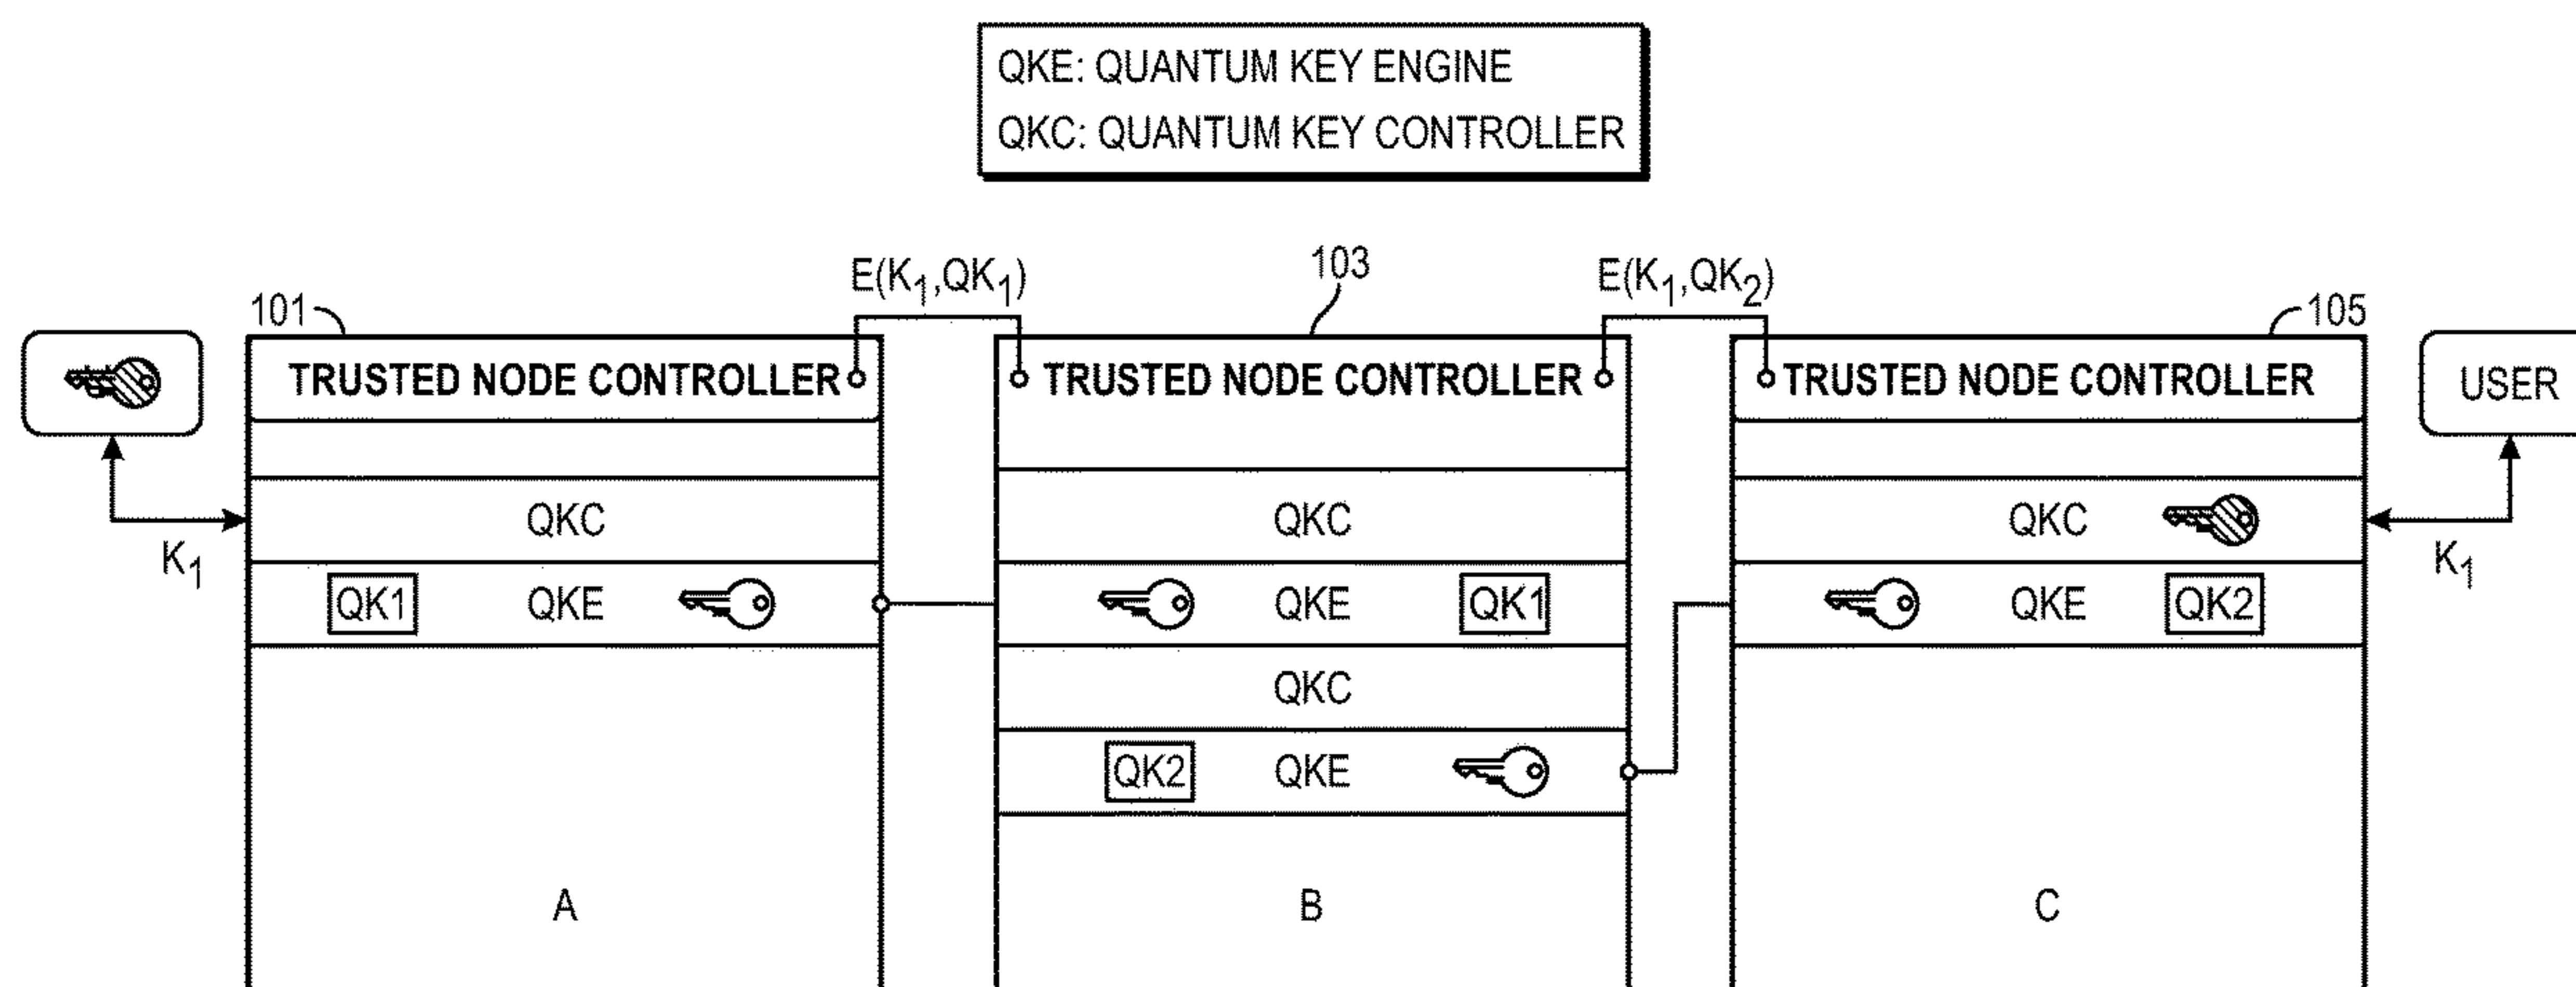 QKE: QUANTUM KEY ENGINE
QKC: QUANTUM KEY CONTROLLER
E(K₁,QK₁)
103
E(K₁,QK₂)
101
105
TRUSTED NODE CONTROLLER
TRUSTED NODE CONTROLLER
TRUSTED NODE CONTROLLER
USER
QKC
QKC
QKC
K₁
K₁
QK1 QKE
QKE QK1
QKE QK2
QKC
QK2 QKE
A
B
C